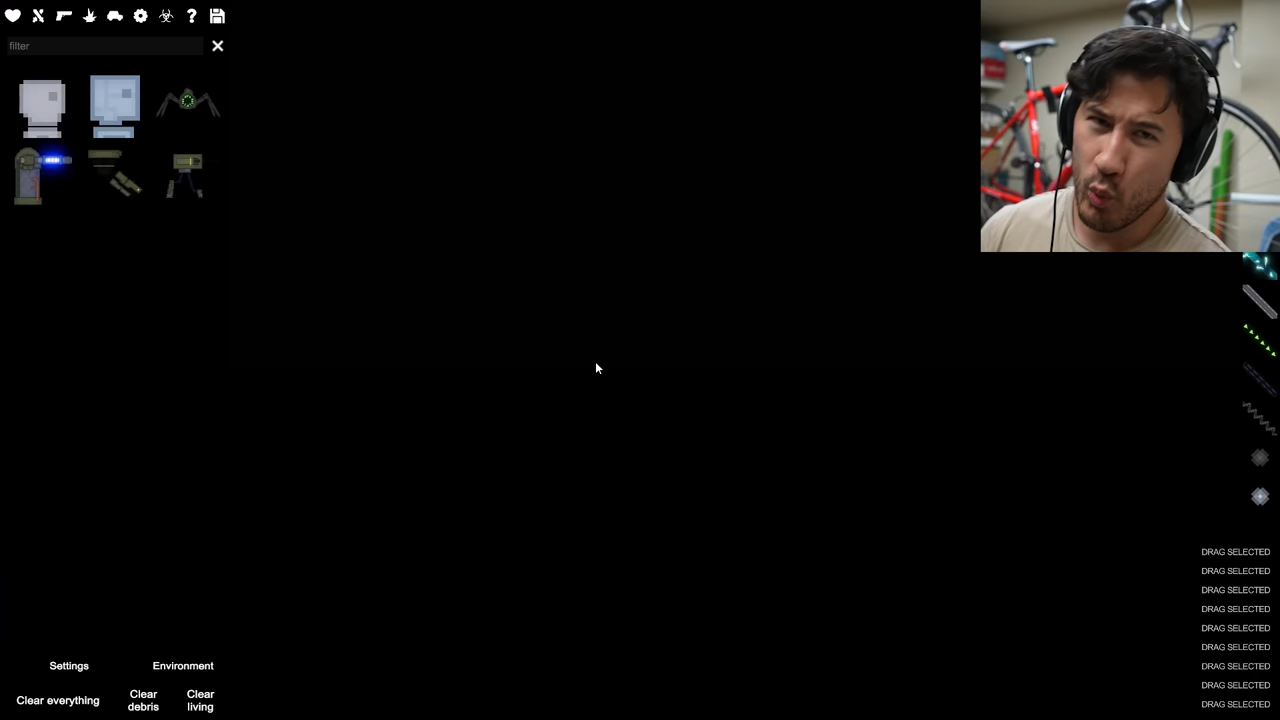 filter
Settings
Environment
Clear everything
Clear debris
Clear living
DRAG SELECTED
DRAG SELECTED
DRAG SELECTED
DRAG SELECTED
DRAG SELECTED
DRAG SELECTED
DRAG SELECTED
DRAG SELECTED
DRAG SELECTED